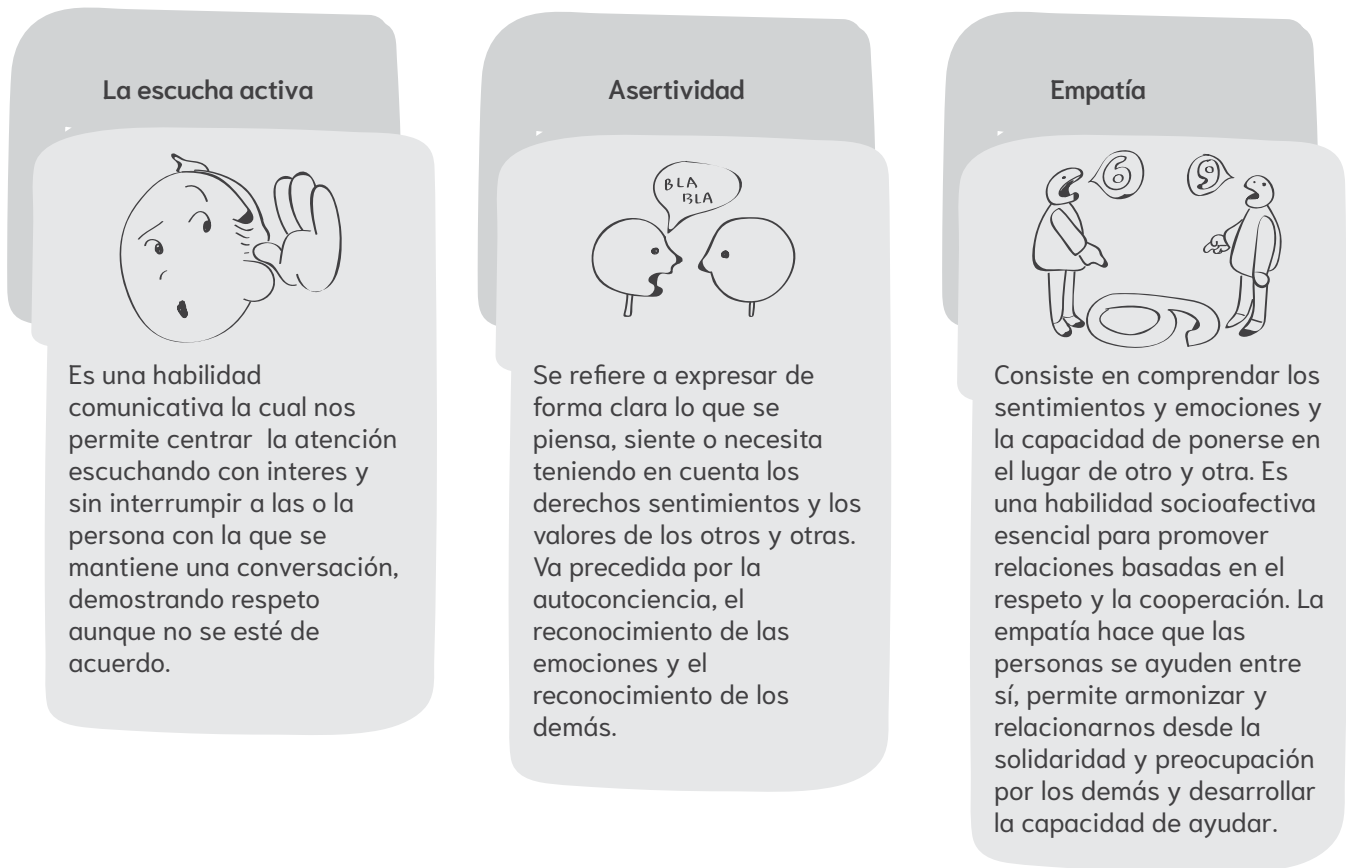 La escucha activa
Es una habilidad
comunicativa la cual nos
permite centrar  la atención
escuchando con interes y
sin interrumpir a las o la
persona con la que se
mantiene una conversación,
demostrando respeto
aunque no se esté de
acuerdo.
Asertividad
BLA
BLA
Se refiere a expresar de
forma clara lo que se
piensa, siente o necesita
teniendo en cuenta los
derechos sentimientos y los
valores de los otros y otras.
Va precedida por la
autoconciencia, el
reconocimiento de las
emociones y el
reconocimiento de los
demás.
Empatía
6
9
Consiste en comprendar los
sentimientos y emociones y
la capacidad de ponerse en
el lugar de otro y otra. Es
una habilidad socioafectiva
esencial para promover
relaciones basadas en el
respeto y la cooperación. La
empatía hace que las
personas se ayuden entre
sí, permite armonizar y
relacionarnos desde la
solidaridad y preocupación
por los demás y desarrollar
la capacidad de ayudar.